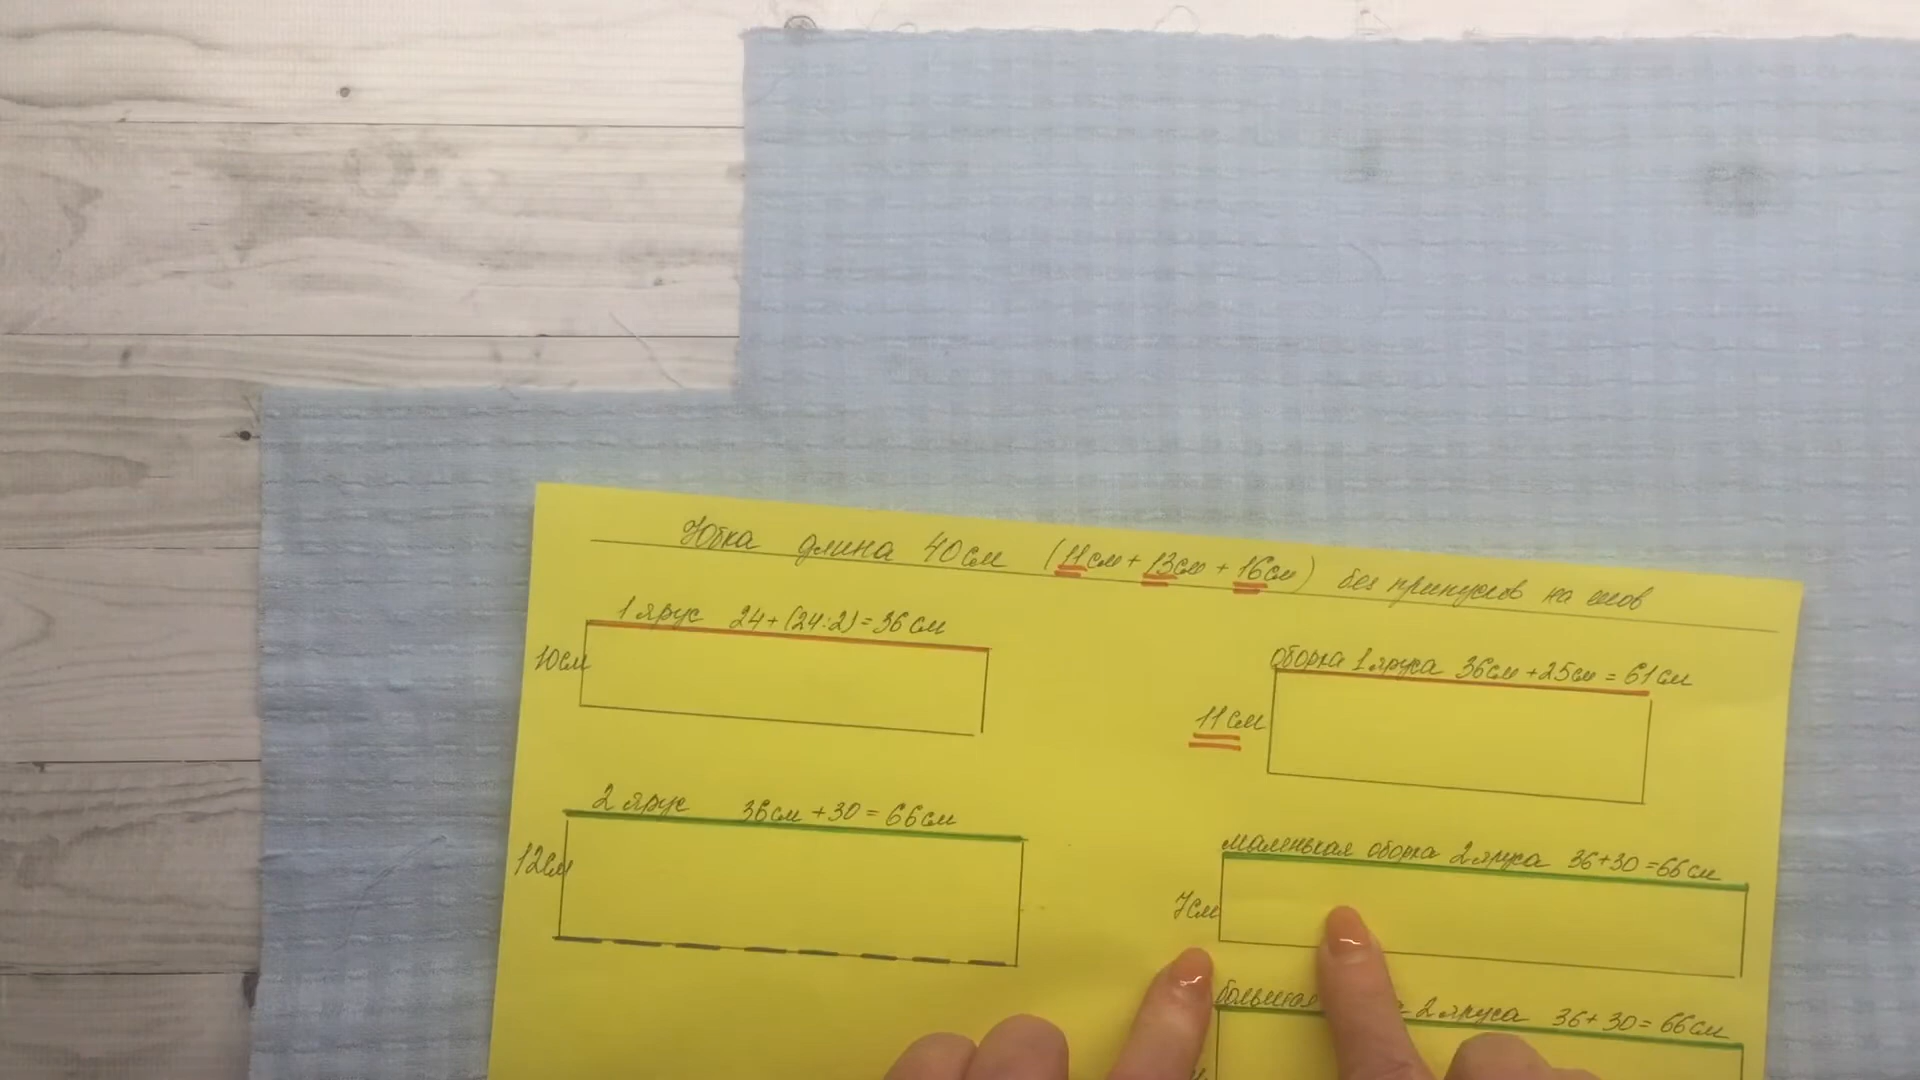 Юбка длина 40см (11см + 13см + 16см) без припусков на шов
1 ярус 24+(24:2)=36см
10см
оборка 1 яруса 36см+25см=61см
11см
2 ярус 36см+30=66см
12см
маленькая оборка 2 яруса 36+30=66см
7см
большая 2 яруса 36+30=66см